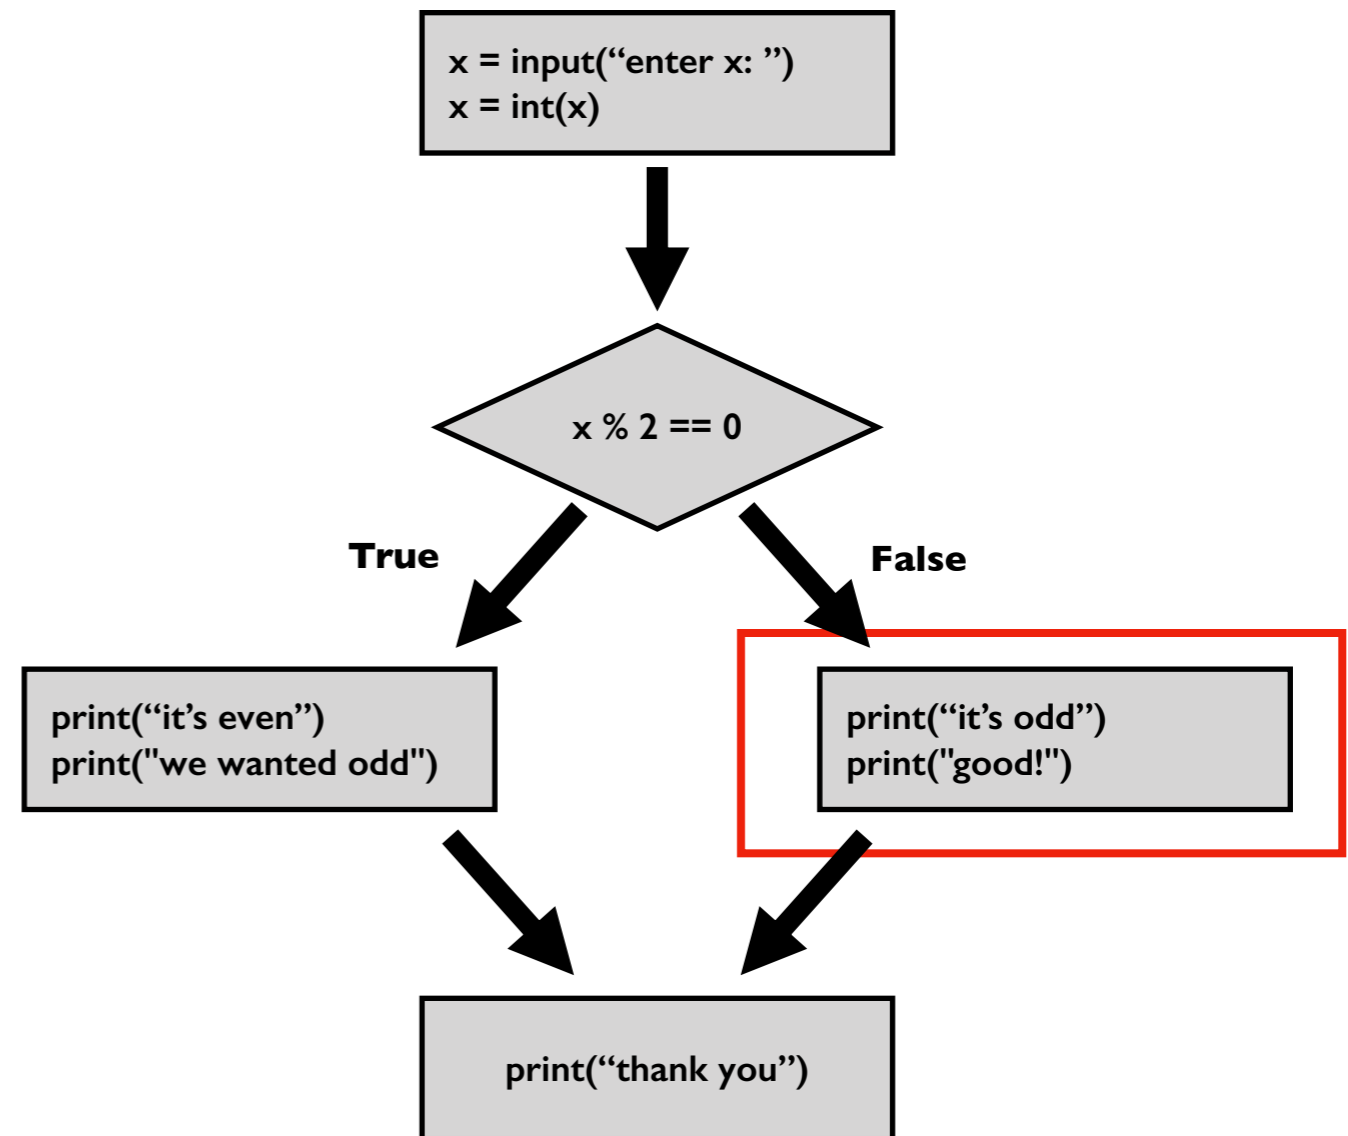 x = input(“enter x: ”)
x = int(x)
x % 2 == 0
True
False
print(“it’s even”)
print("we wanted odd")
print(“it’s odd”)
print("good!")
print(“thank you”)